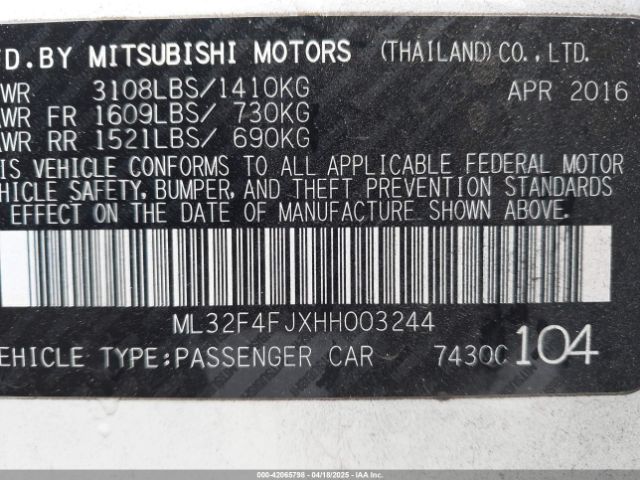 D.BY MITSUBISHI MOTORS (THAILAND) CO., LTD.
WR 3108LBS/1410KG APR 2016
WR FR 1609LBS/ 730KG
WR RR 1521LBS/ 690KG
IS VEHICLE CONFORMS TO ALL APPLICABLE FEDERAL MOTOR
HICLE SAFETY, BUMPER, AND THEFT PREVENTION STANDARDS
EFFECT ON THE DATE OF MANUFACTURE SHOWN ABOVE.
ML32F4FJXHH003244
EHICLE TYPE:PASSENGER CAR 7430C 104
000-42065798 - 04/18/2025 - IAAI.COM